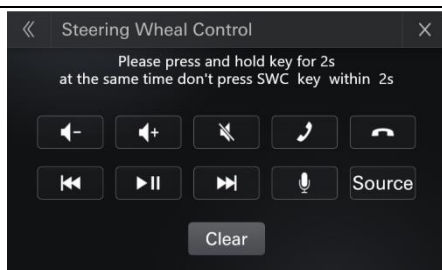 Steering Wheel Control
Please press and hold key for 2s
at the same time don't press SWC key within 2s
Source
Clear